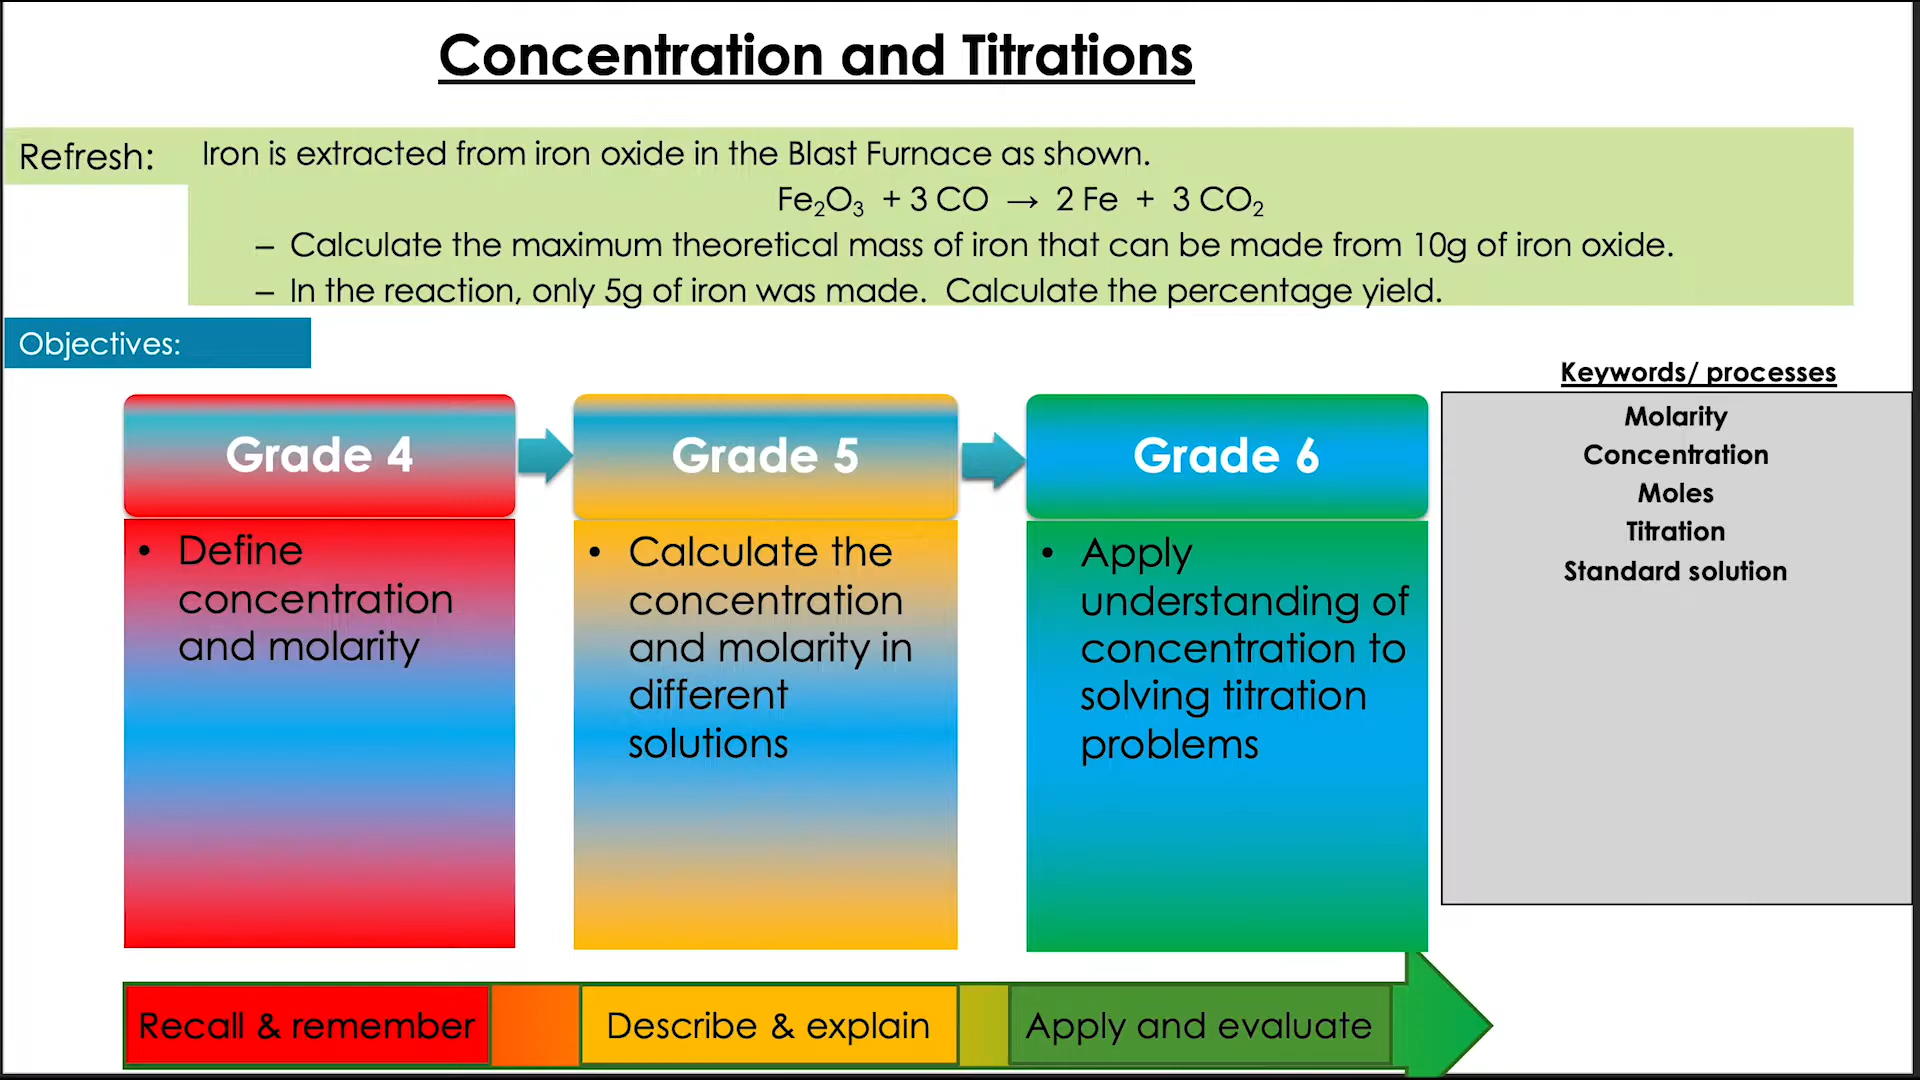 Concentration and Titrations
Refresh:
Iron is extracted from iron oxide in the Blast Furnace as shown.
Fe₂O₃ + 3 CO → 2 Fe + 3 CO₂
– Calculate the maximum theoretical mass of iron that can be made from 10g of iron oxide.
– In the reaction, only 5g of iron was made. Calculate the percentage yield.
Objectives:
Grade 4
• Define
concentration
and molarity
Grade 5
• Calculate the
concentration
and molarity in
different
solutions
Grade 6
• Apply
understanding of
concentration to
solving titration
problems
Keywords/ processes
Molarity
Concentration
Moles
Titration
Standard solution
Recall & remember
Describe & explain
Apply and evaluate